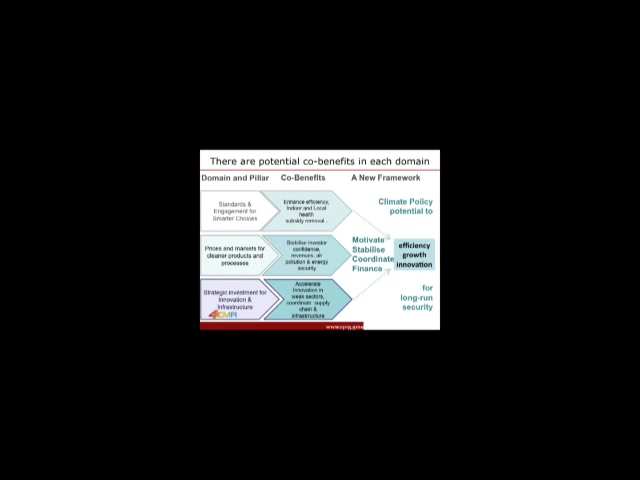 There are potential co-benefits in each domain
Domain and Pillar
Co-Benefits
A New Framework
Standards &
Engagement for
Smarter Choices
Enhance efficiency,
Indoor and Local
health
subsidy removal...
Climate Policy
potential to
Prices and markets for
cleaner products and
processes
Stabilise investor
confidence,
revenues, air
pollution & energy
security
Motivate
Stabilise
Coordinate
Finance
efficiency
growth
innovation
Strategic investment for
Innovation &
Infrastructure
Accelerate
Innovation in
weak sectors,
coordinate supply
chain &
infrastructure
for
long-run
security
4CMR